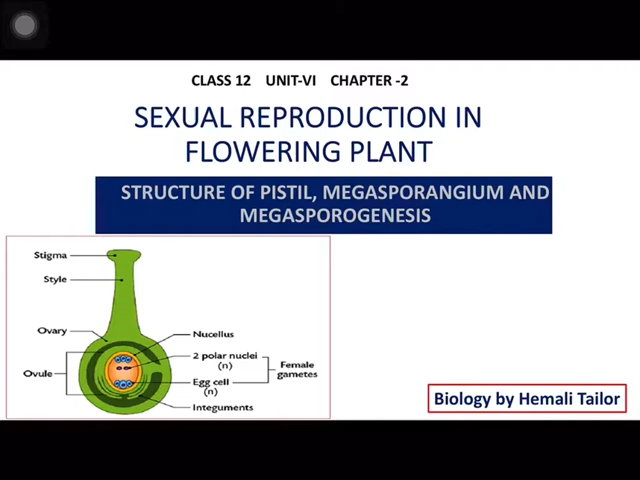 CLASS 12 UNIT-VI CHAPTER -2
SEXUAL REPRODUCTION IN
FLOWERING PLANT
STRUCTURE OF PISTIL, MEGASPORANGIUM AND
MEGASPOROGENESIS
Stigma
Style
Ovary
Ovule
Nucellus
2 polar nuclei
(n)
Egg cell
(n)
Integuments
Female
gametes
Biology by Hemali Tailor